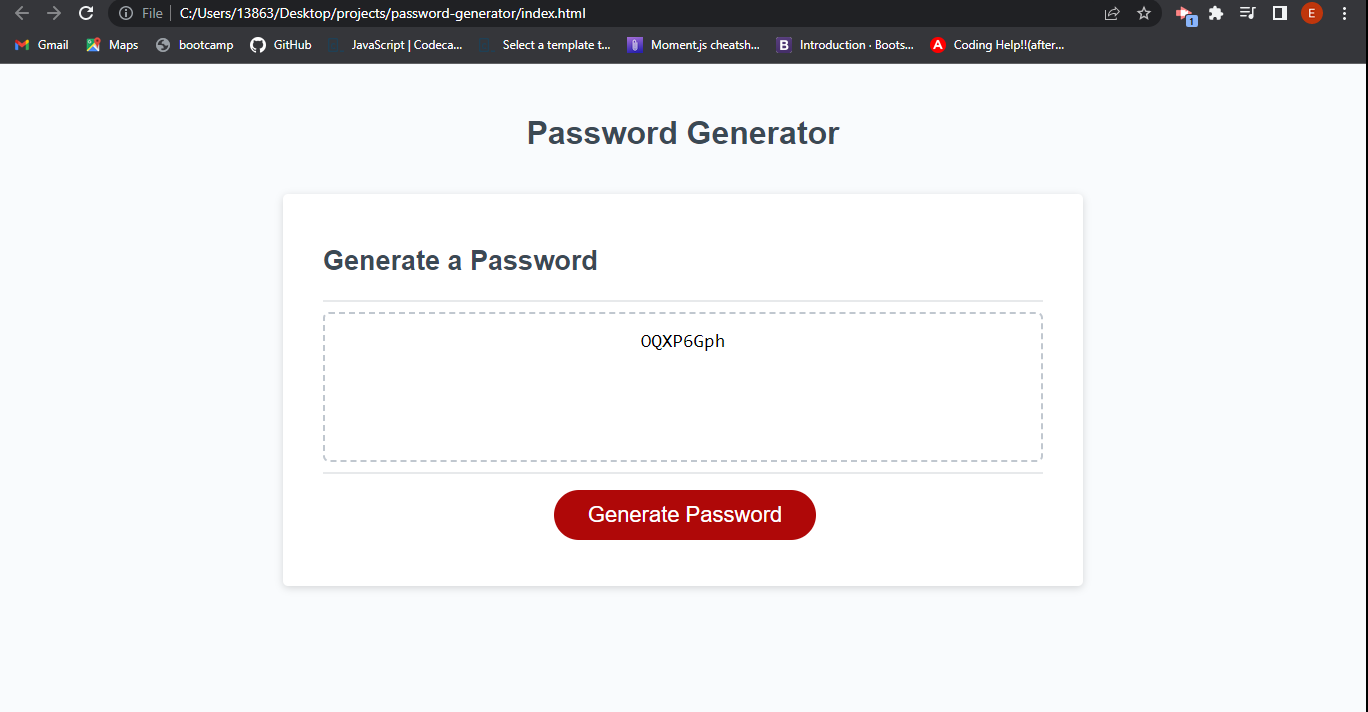 File C:/Users/13863/Desktop/projects/password-generator/index.html 1 E
Gmail Maps bootcamp GitHub JavaScript | Codeca... Select a template t... Moment.js cheatsh... B Introduction · Boots... A Coding Help!!(after...
Password Generator
Generate a Password
OQXP6Gph
Generate Password